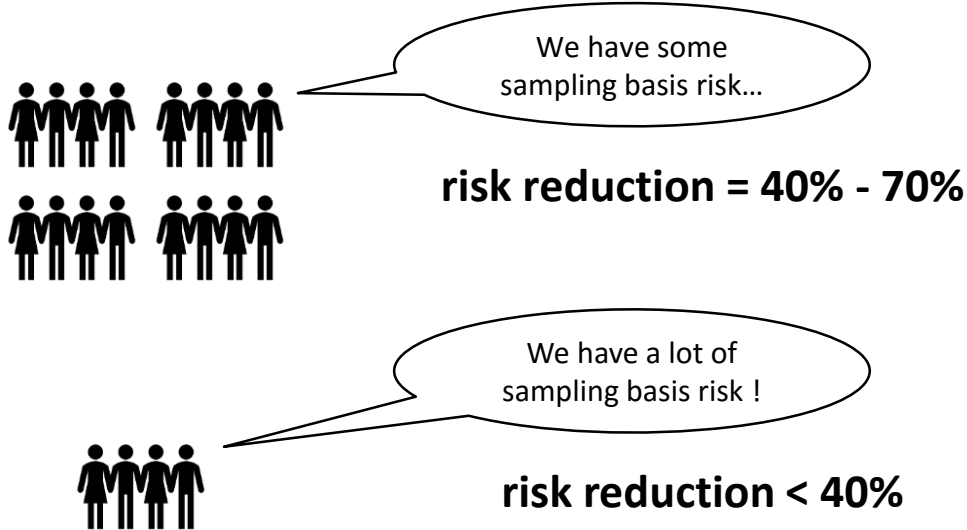 We have some
sampling basis risk...
risk reduction = 40% - 70%
We have a lot of
sampling basis risk !
risk reduction < 40%